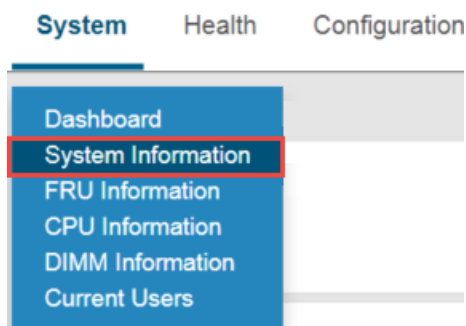 System Health Configuration
Dashboard
System Information
FRU Information
CPU Information
DIMM Information
Current Users